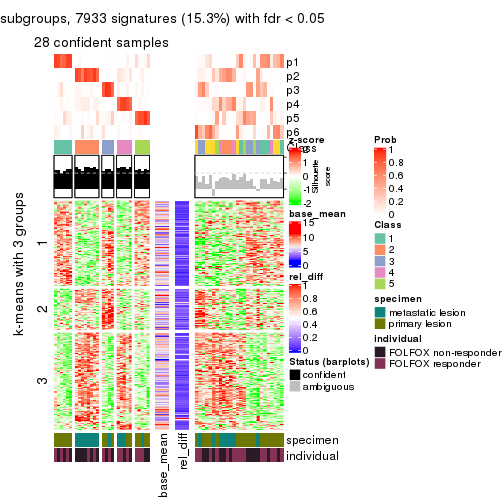 subgroups, 7933 signatures (15.3%) with fdr < 0.05
28 confident samples
p1
p2
p3
p4
p5
p6
Class
Silhouette
score
k-means with 3 groups
1
2
3
base_mean
rel_diff
specimen
individual
z-score
2
1
0
-1
-2
base_mean
15
10
5
0
rel_diff
1
0.8
0.6
0.4
0.2
0
Status (barplots)
confident
ambiguous
Prob
1
0.8
0.6
0.4
0.2
0
Class
1
2
3
4
5
specimen
metastatic lesion
primary lesion
individual
FOLFOX non-responder
FOLFOX responder